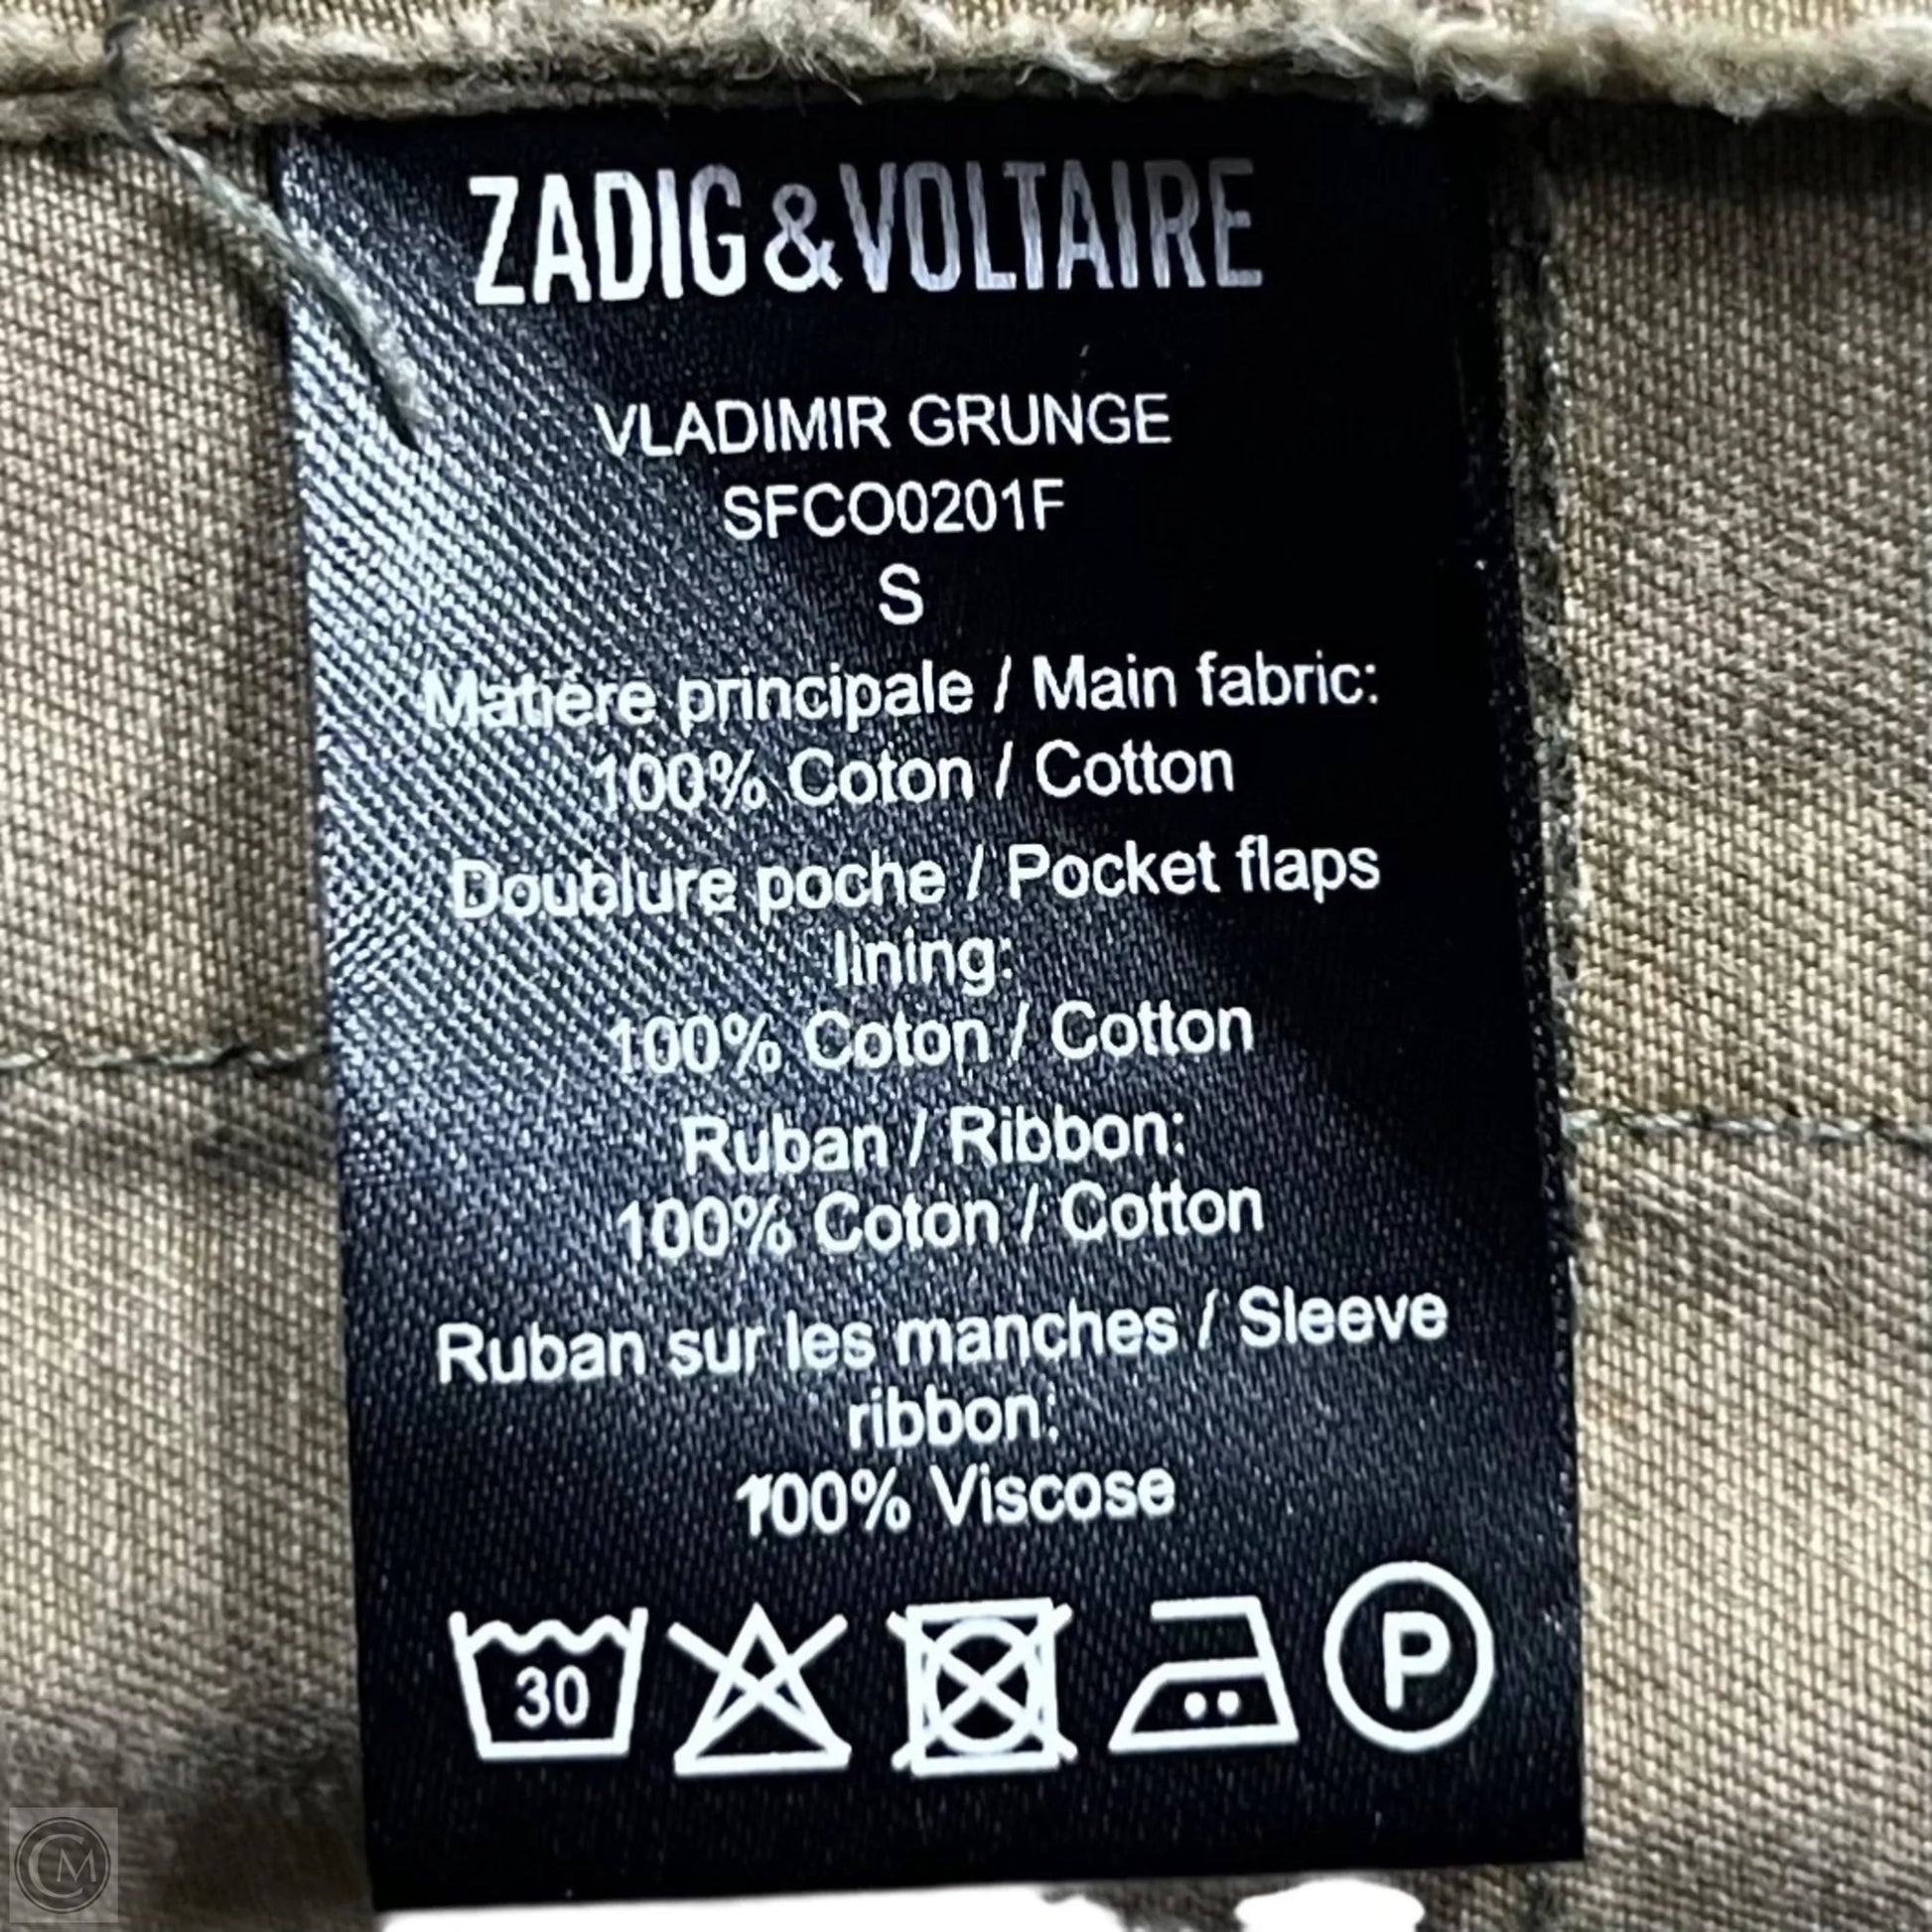 ZADIG&VOLTAIRE
VLADIMIR GRUNGE
SFCO0201F
S
Matière principale / Main fabric:
100% Coton / Cotton
Doublure poche / Pocket flaps
lining:
100% Coton / Cotton
Ruban / Ribbon:
100% Coton / Cotton
Ruban sur les manches / Sleeve
ribbon:
100% Viscose
30
P
CM